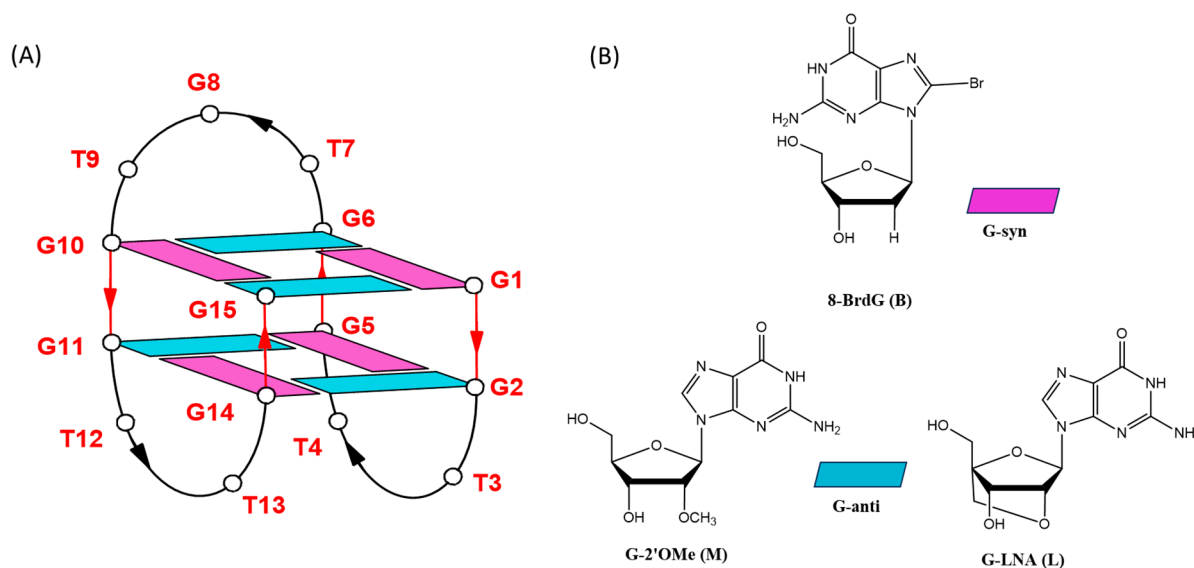 (A)
G8
T9
T7
G10
G6
G1
G15
G11
G5
G2
G14
T12
T4
T13
T3
(B)
O
HN
N
Br
H₂N
N
N
HO
O
OH
H
G-syn
8-BrdG (B)
O
N
NH
HO
N
N
NH₂
O
OH
OCH₃
G-anti
G-2'OMe (M)
O
N
NH
HO
N
N
NH
O
OH
O
G-LNA (L)